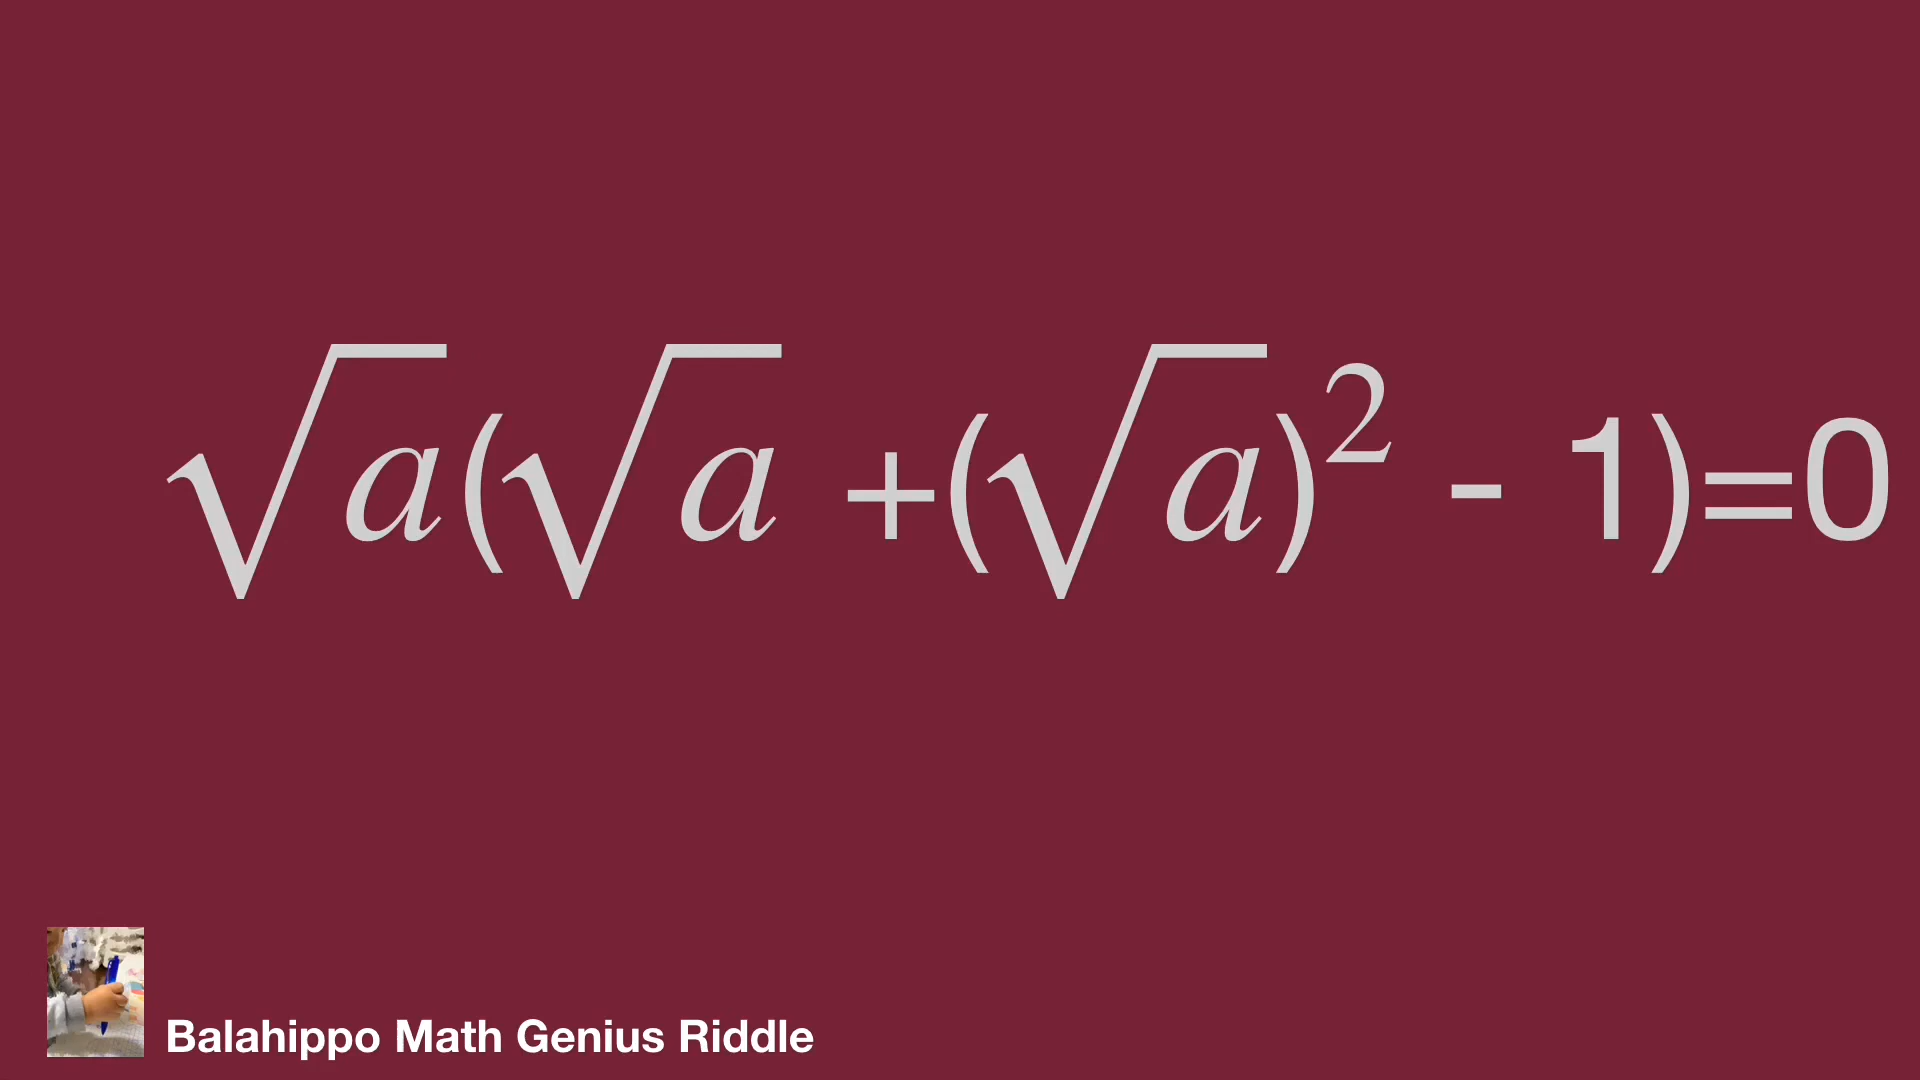 √a(√a +(√a)² - 1)=0
Balahippo Math Genius Riddle